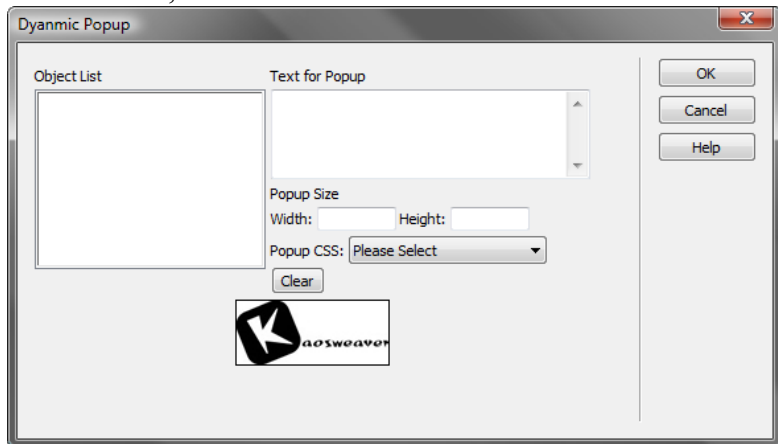 Dyanmic Popup
Object List
Text for Popup
OK
Cancel
Help
Popup Size
Width:
Height:
Popup CSS: Please Select
Clear
Kaosweaver